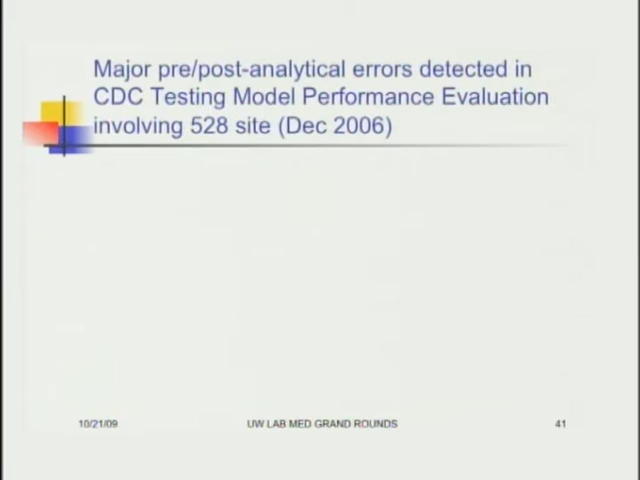 Major pre/post-analytical errors detected in
CDC Testing Model Performance Evaluation
involving 528 site (Dec 2006)
10/21/09 UW LAB MED GRAND ROUNDS 41